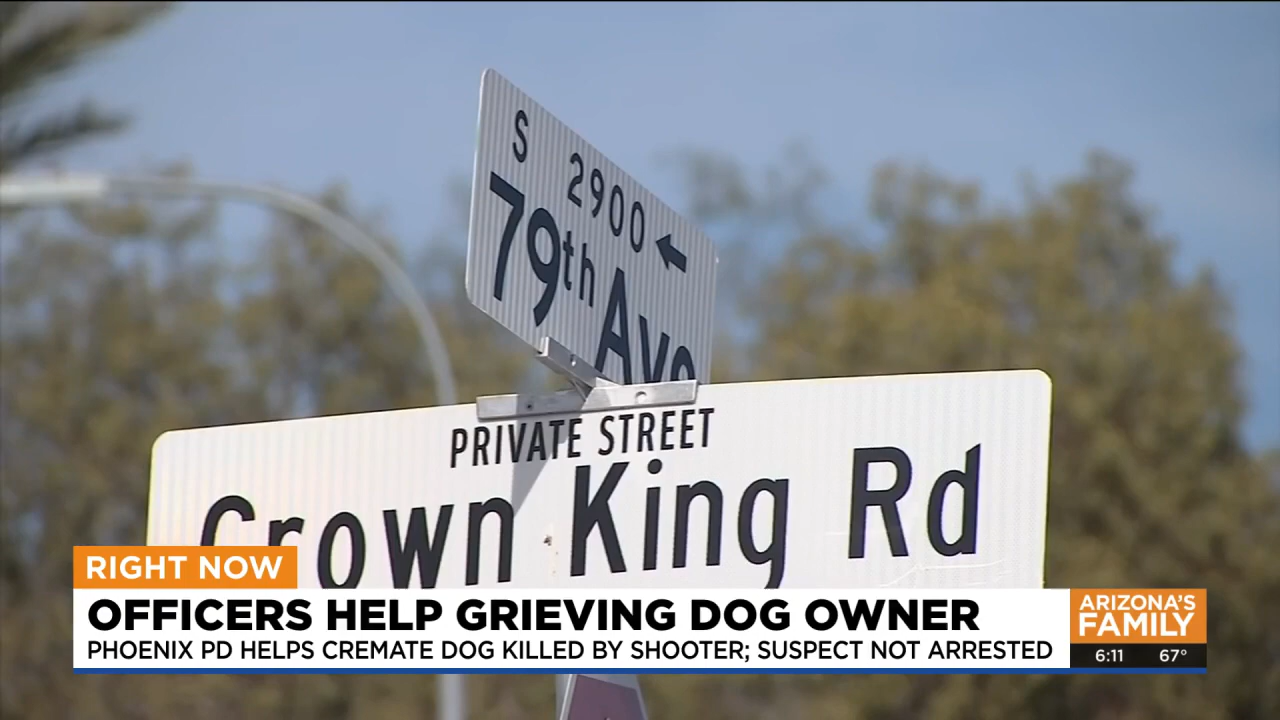 S 2900 ←
79th Ave
PRIVATE STREET
Crown King Rd
RIGHT NOW
OFFICERS HELP GRIEVING DOG OWNER
PHOENIX PD HELPS CREMATE DOG KILLED BY SHOOTER; SUSPECT NOT ARRESTED
ARIZONA'S
FAMILY
6:11 67°